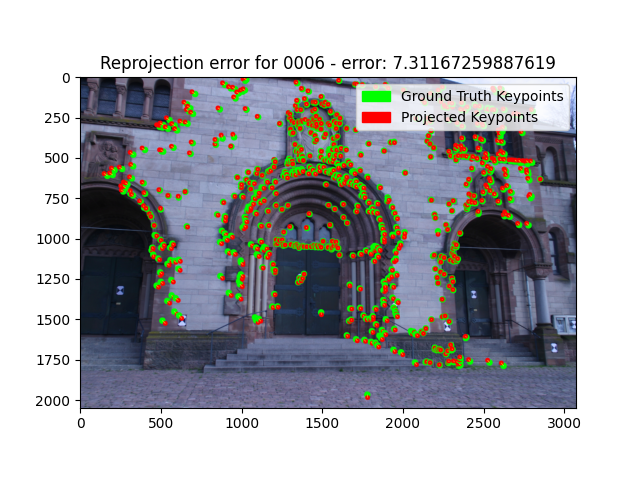 Reprojection error for 0006 - error: 7.31167259887619
Ground Truth Keypoints
Projected Keypoints
0
250
500
750
1000
1250
1500
1750
2000
0 500 1000 1500 2000 2500 3000